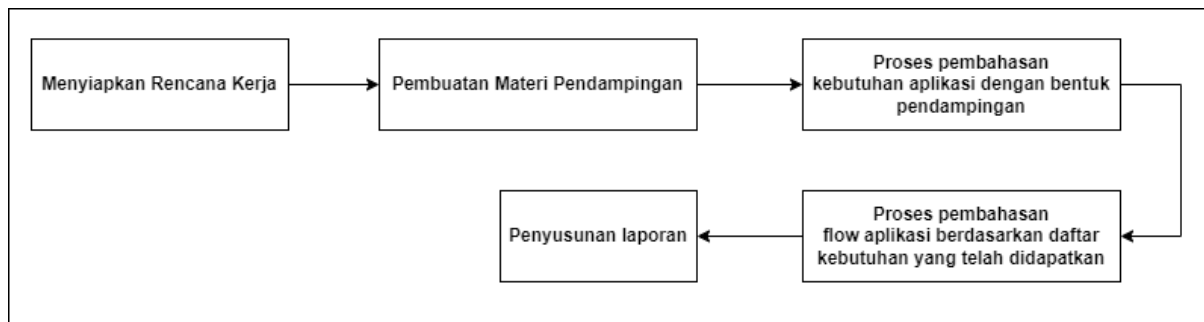 Menyiapkan Rencana Kerja
Pembuatan Materi Pendampingan
Proses pembahasan
kebutuhan aplikasi dengan bentuk
pendampingan
Proses pembahasan
flow aplikasi berdasarkan daftar
kebutuhan yang telah didapatkan
Penyusunan laporan